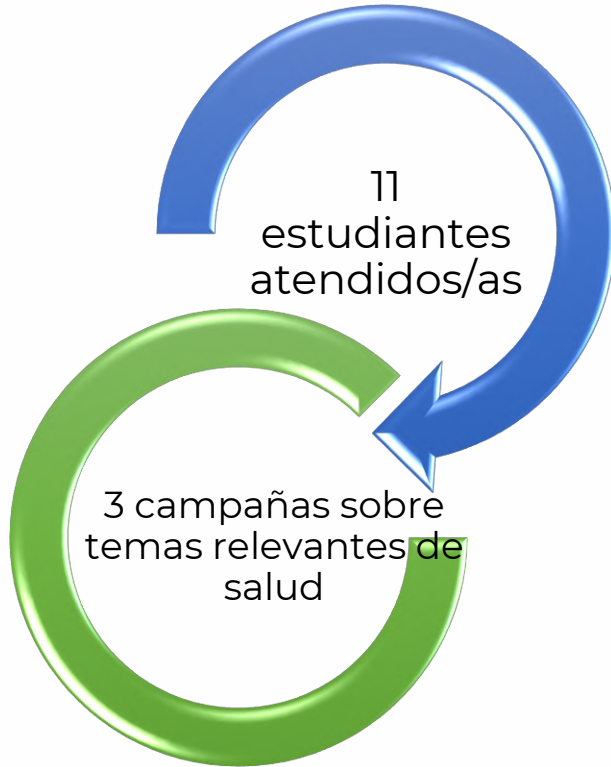 11
estudiantes
atendidos/as
3 campañas sobre
temas relevantes de
salud